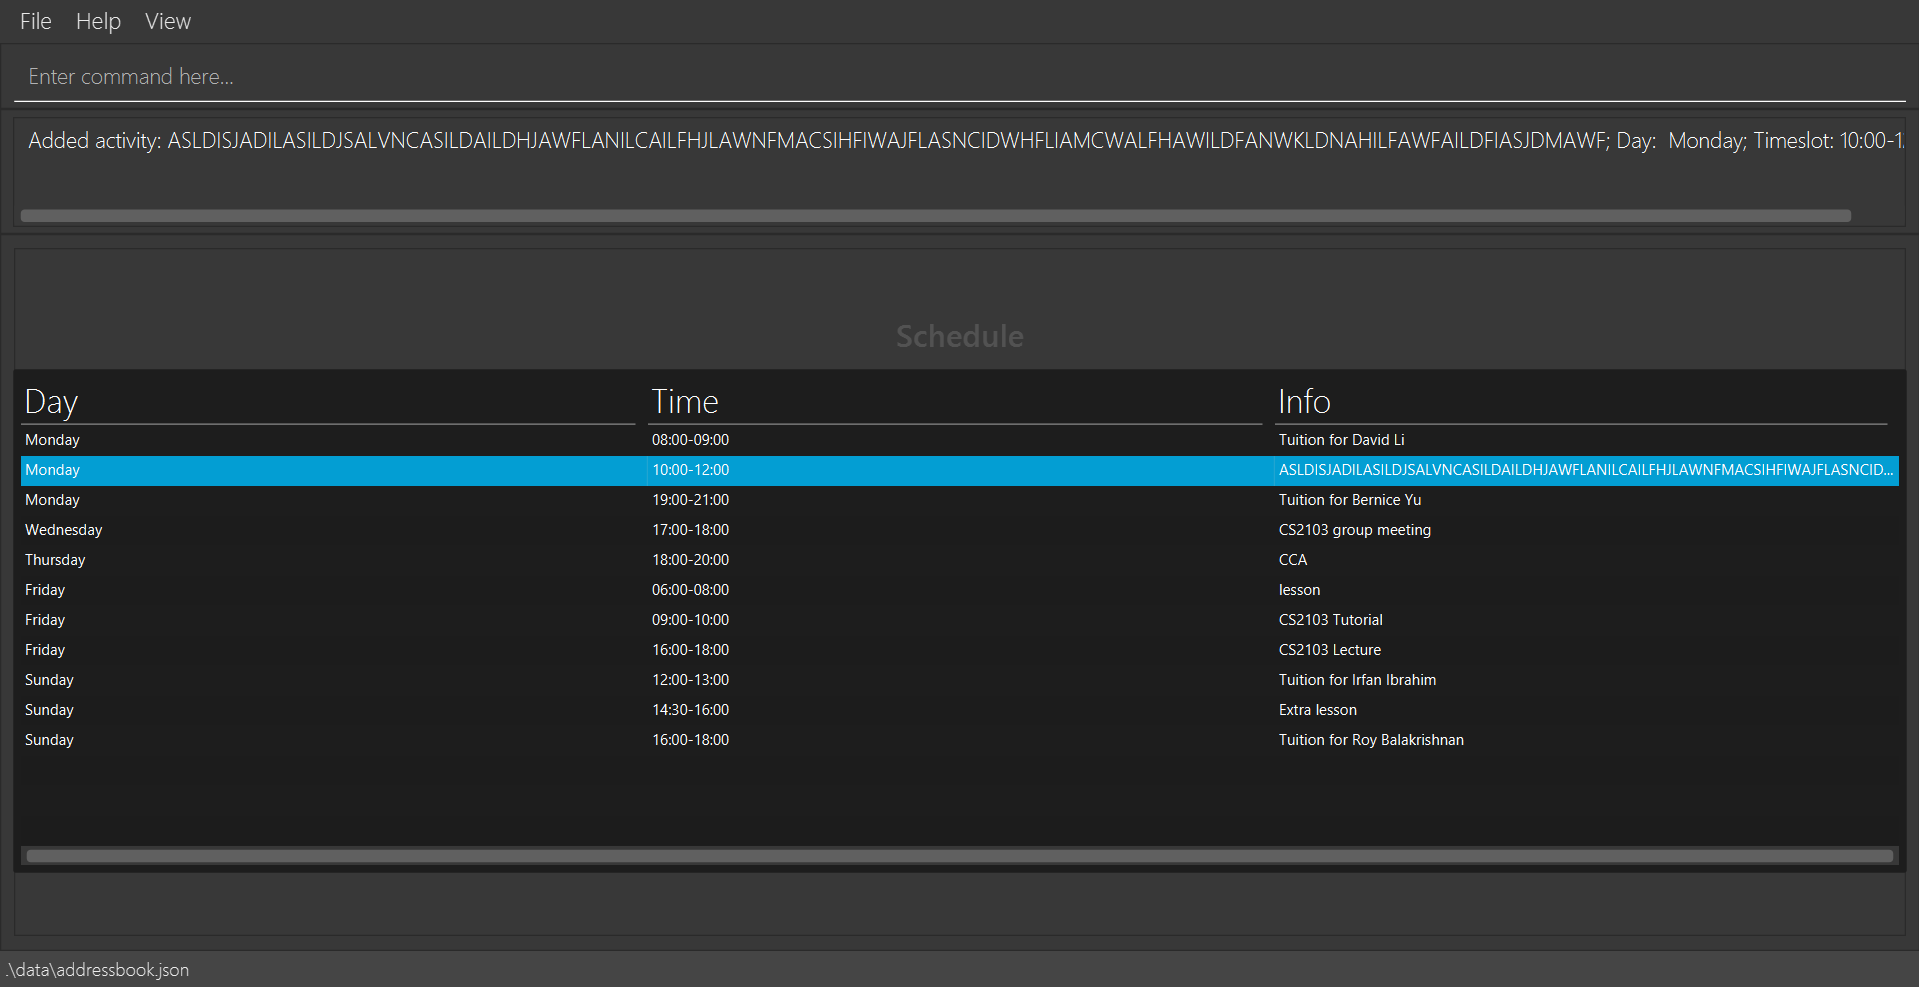 File Help View
Enter command here...
Added activity: ASLDISJADILASILDJSALVNCASILDAILDHJAWFLANILCAILFHJLAWNFMACSIHFIWAJFLASNCIDWHFLIAMCWALFHAWILDFANWKLDNAHILFAWFAILDFIASJDMAWF; Day:  Monday; Timeslot: 10:00-1
Schedule
Day Time Info
Monday 08:00-09:00 Tuition for David Li
Monday 10:00-12:00 ASLDISJADILASILDJSALVNCASILDAILDHJAWFLANILCAILFHJLAWNFMACSIHFIWAJFLASNCID...
Monday 19:00-21:00 Tuition for Bernice Yu
Wednesday 17:00-18:00 CS2103 group meeting
Thursday 18:00-20:00 CCA
Friday 06:00-08:00 lesson
Friday 09:00-10:00 CS2103 Tutorial
Friday 16:00-18:00 CS2103 Lecture
Sunday 12:00-13:00 Tuition for Irfan Ibrahim
Sunday 14:30-16:00 Extra lesson
Sunday 16:00-18:00 Tuition for Roy Balakrishnan
.\data\addressbook.json